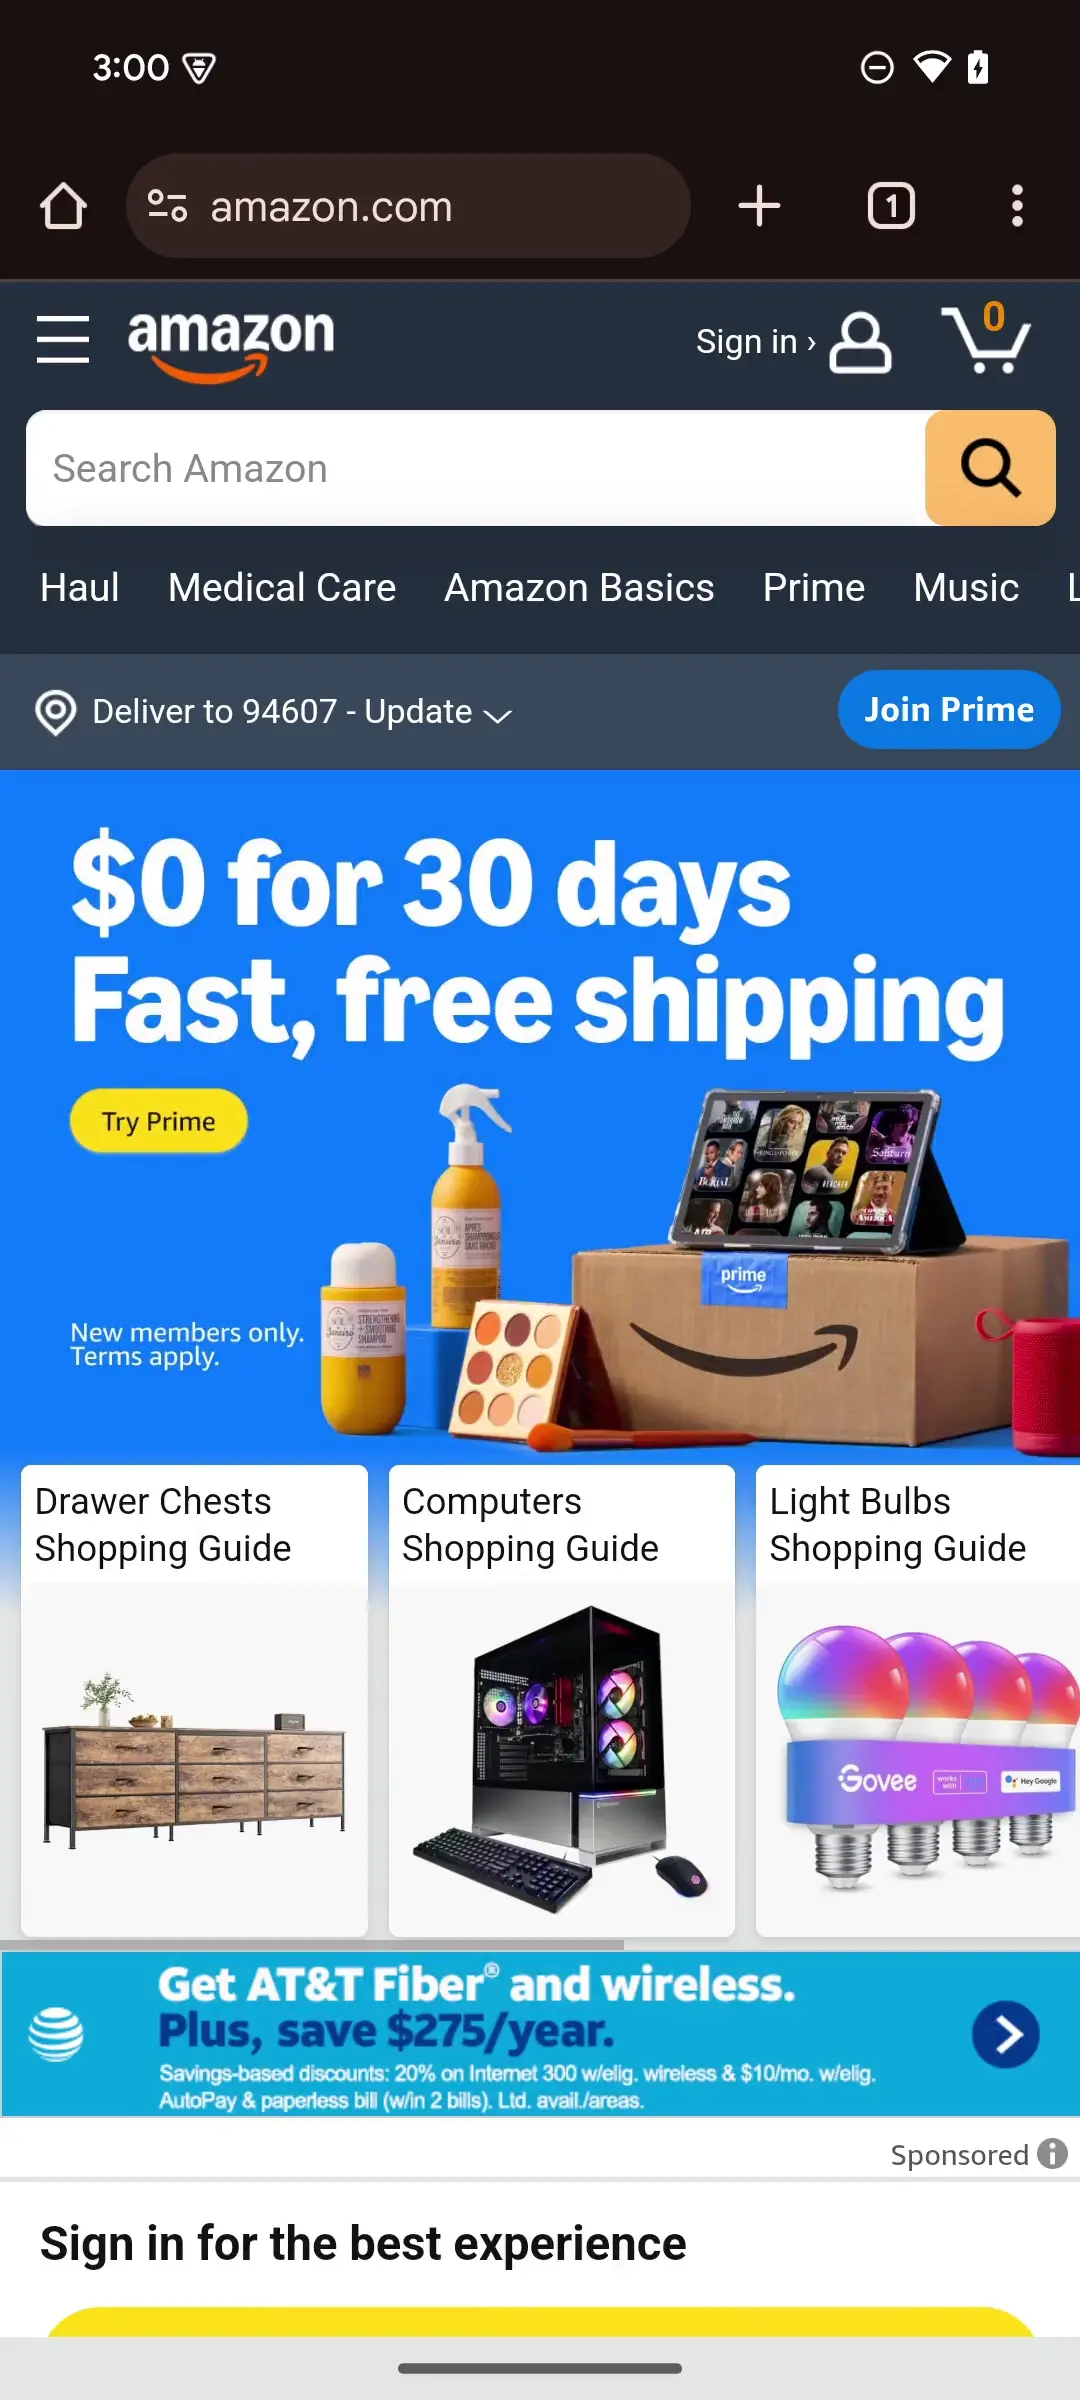 3:00
amazon.com
1
amazon
Sign in ›
0
Search Amazon
Haul Medical Care Amazon Basics Prime Music L
Deliver to 94607 - Update
Join Prime
$0 for 30 days
Fast, free shipping
Try Prime
prime
New members only.
Terms apply.
Drawer Chests
Shopping Guide
Computers
Shopping Guide
Light Bulbs
Shopping Guide
Govee
works with
Hey Google
Get AT&T Fiber® and wireless.
Plus, save $275/year.
Savings-based discounts: 20% on Internet 300 w/elig. wireless & $10/mo. w/elig.
AutoPay & paperless bill (w/in 2 bills). Ltd. avail./areas.
Sponsored
Sign in for the best experience